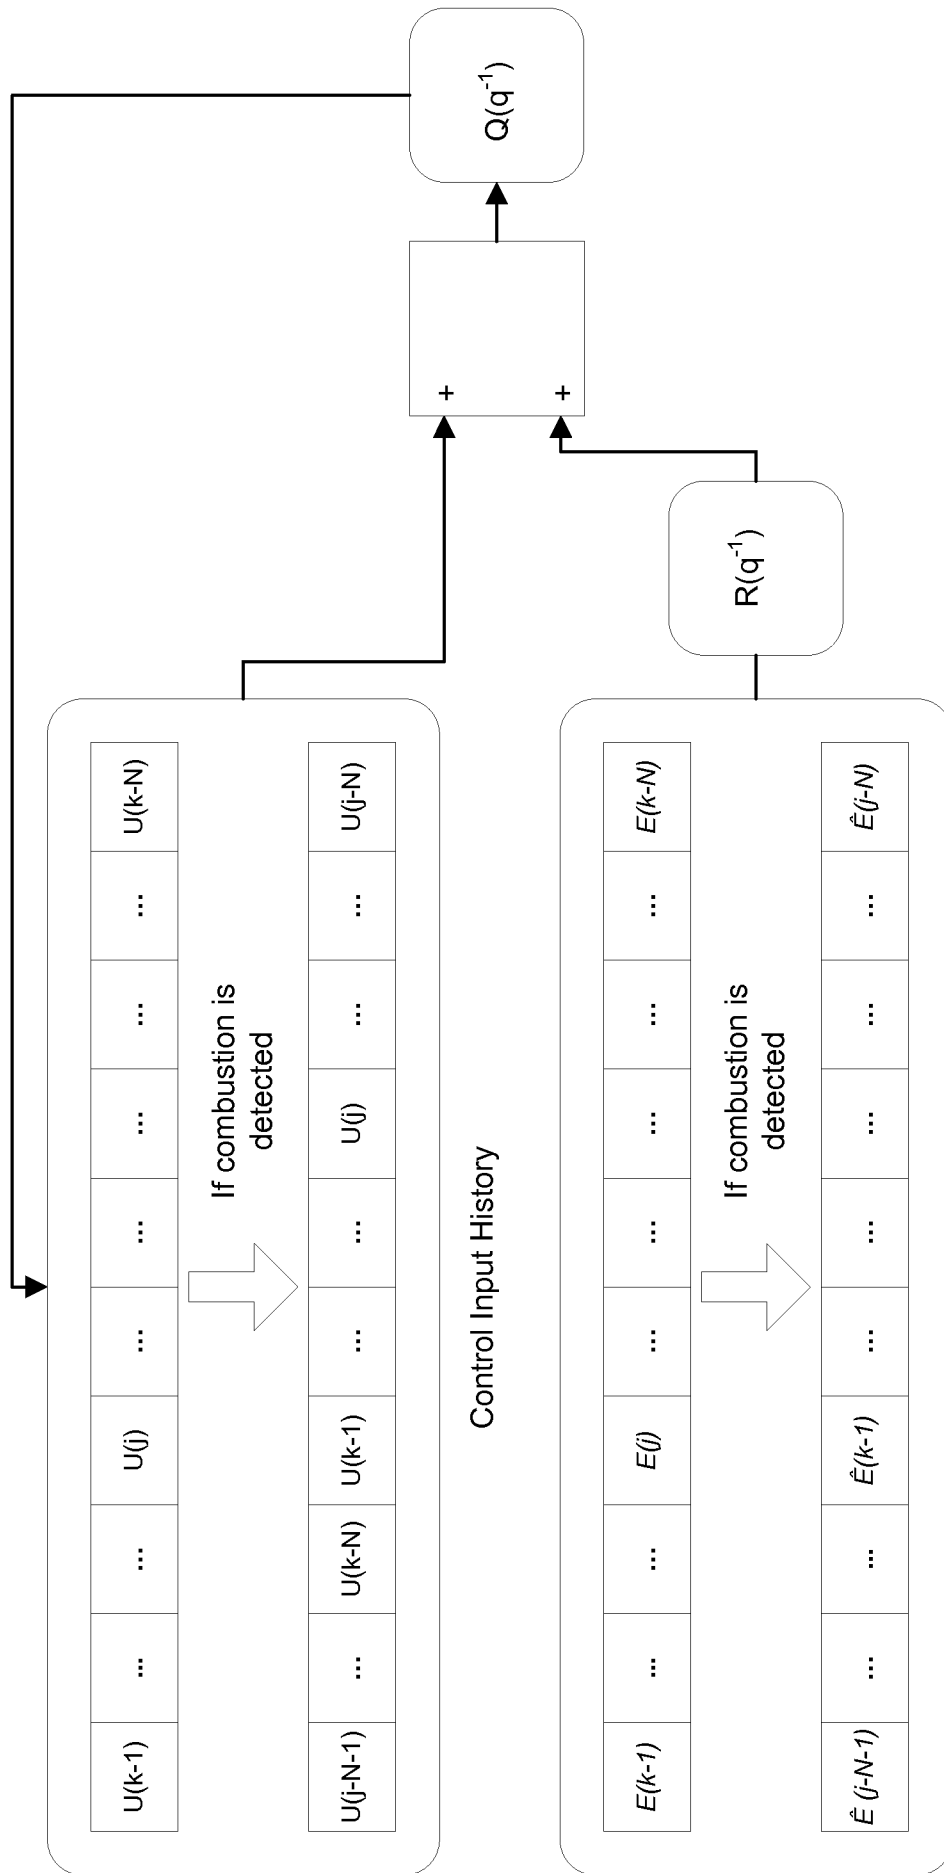 U(k-1) ... ... U(j) ... ... ... ... ... U(k-N)
If combustion is
detected
U(j-N-1) ... U(k-N) U(k-1) ... ... U(j) ... ... U(j-N)
Control Input History
+
+
Q(q⁻¹)
E(k-1) ... ... E(j) ... ... ... ... ... E(k-N)
If combustion is
detected
R(q⁻¹)
Ê (j-N-1) ... ... Ê(k-1) ... ... ... ... ... Ê(j-N)